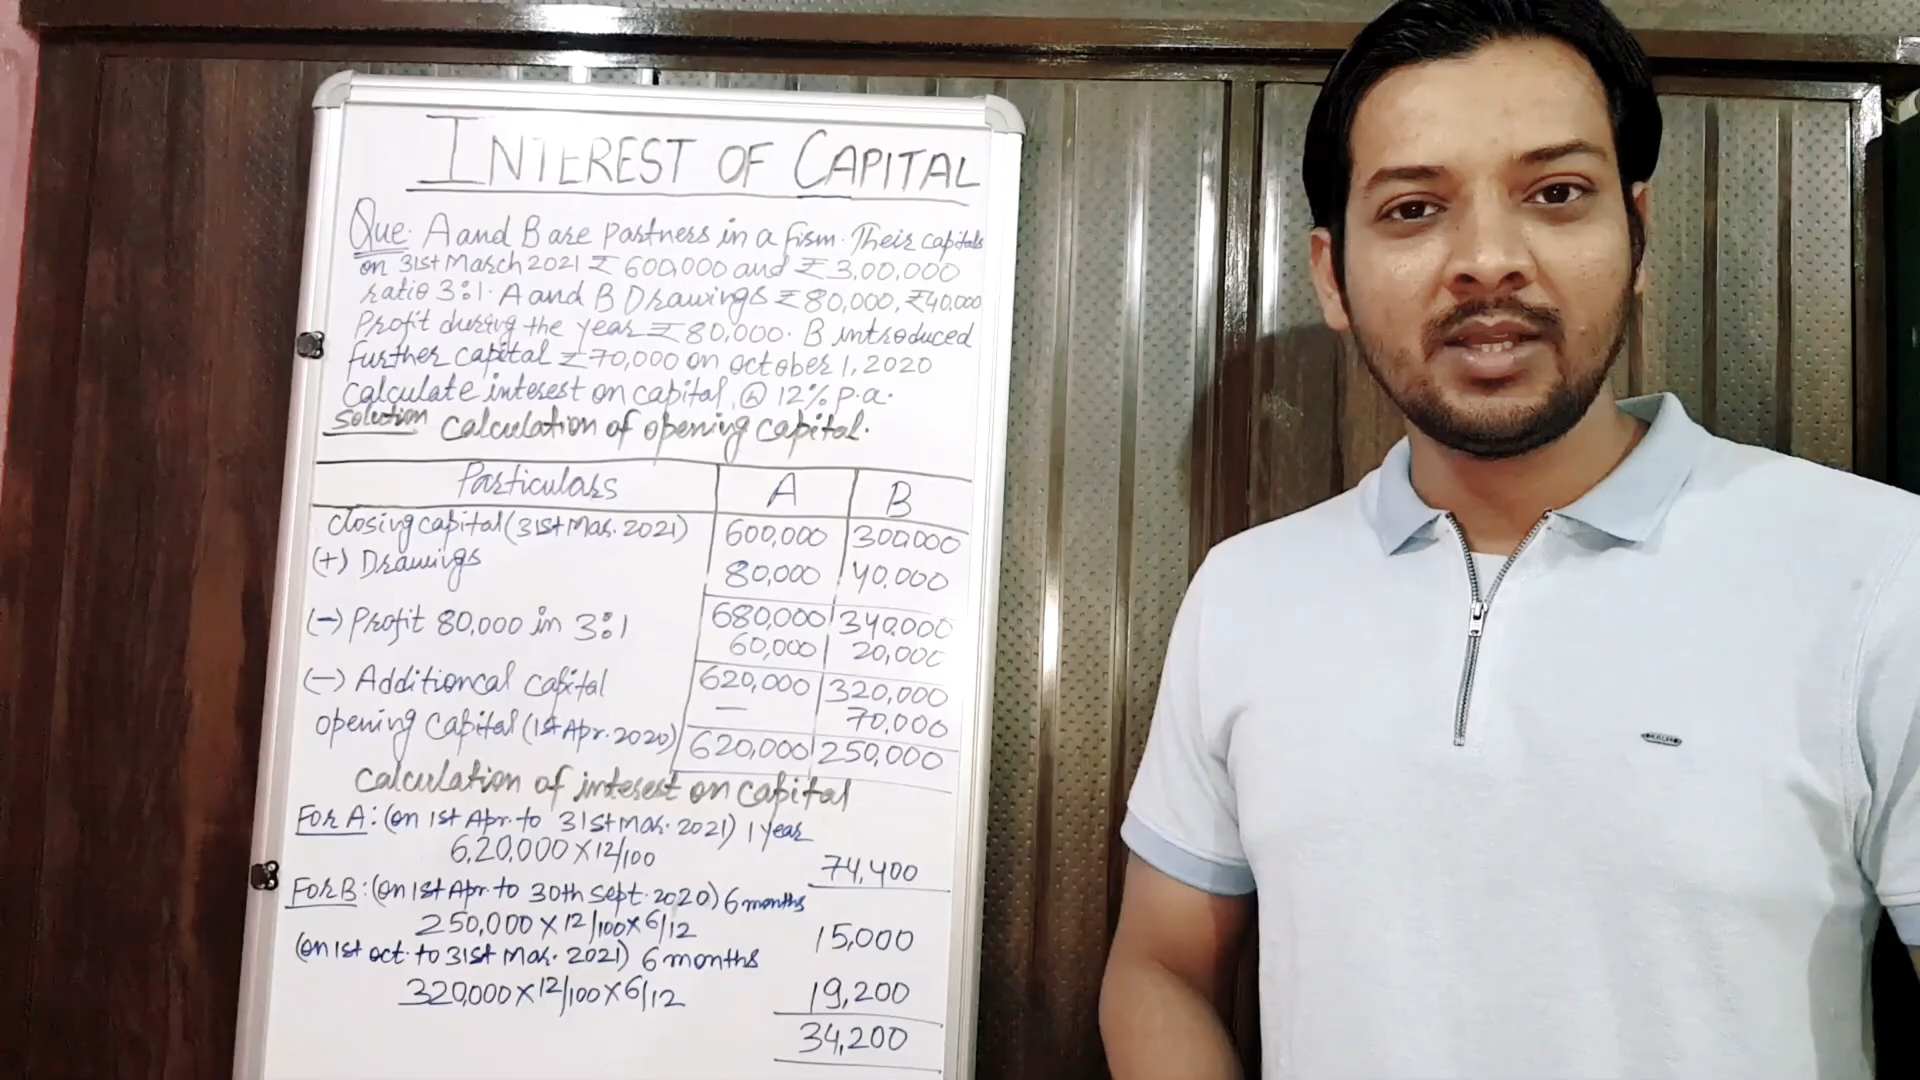 INTEREST OF CAPITAL
Que. A and B are partners in a firm. Their capitals
on 31st March 2021 ₹ 600,000 and ₹ 3,00,000
ratio 3:1. A and B Drawings ₹ 80,000, ₹40,000
Profit during the year ₹ 80,000. B introduced
further capital ₹ 70,000 on october 1, 2020
Calculate interest on capital @ 12% p.a.
Solution Calculation of opening capital.
Particulars A B
Closing capital (31st Mar. 2021) 600,000 300,000
(+) Drawings 80,000 40,000
680,000 340,000
(-) Profit 80,000 in 3:1 60,000 20,000
620,000 320,000
(-) Additioncal capital — 70,000
opening capital (1st Apr. 2020) 620,000 250,000
Calculation of interest on capital
For A: (on 1st Apr. to 31st Mar. 2021) 1 year
6,20,000 X 12/100 74,400
For B: (on 1st Apr. to 30th Sept. 2020) 6 months
250,000 X 12/100 X 6/12 15,000
(on 1st oct. to 31st Mar. 2021) 6 months
320,000 X 12/100 X 6/12 19,200
34,200